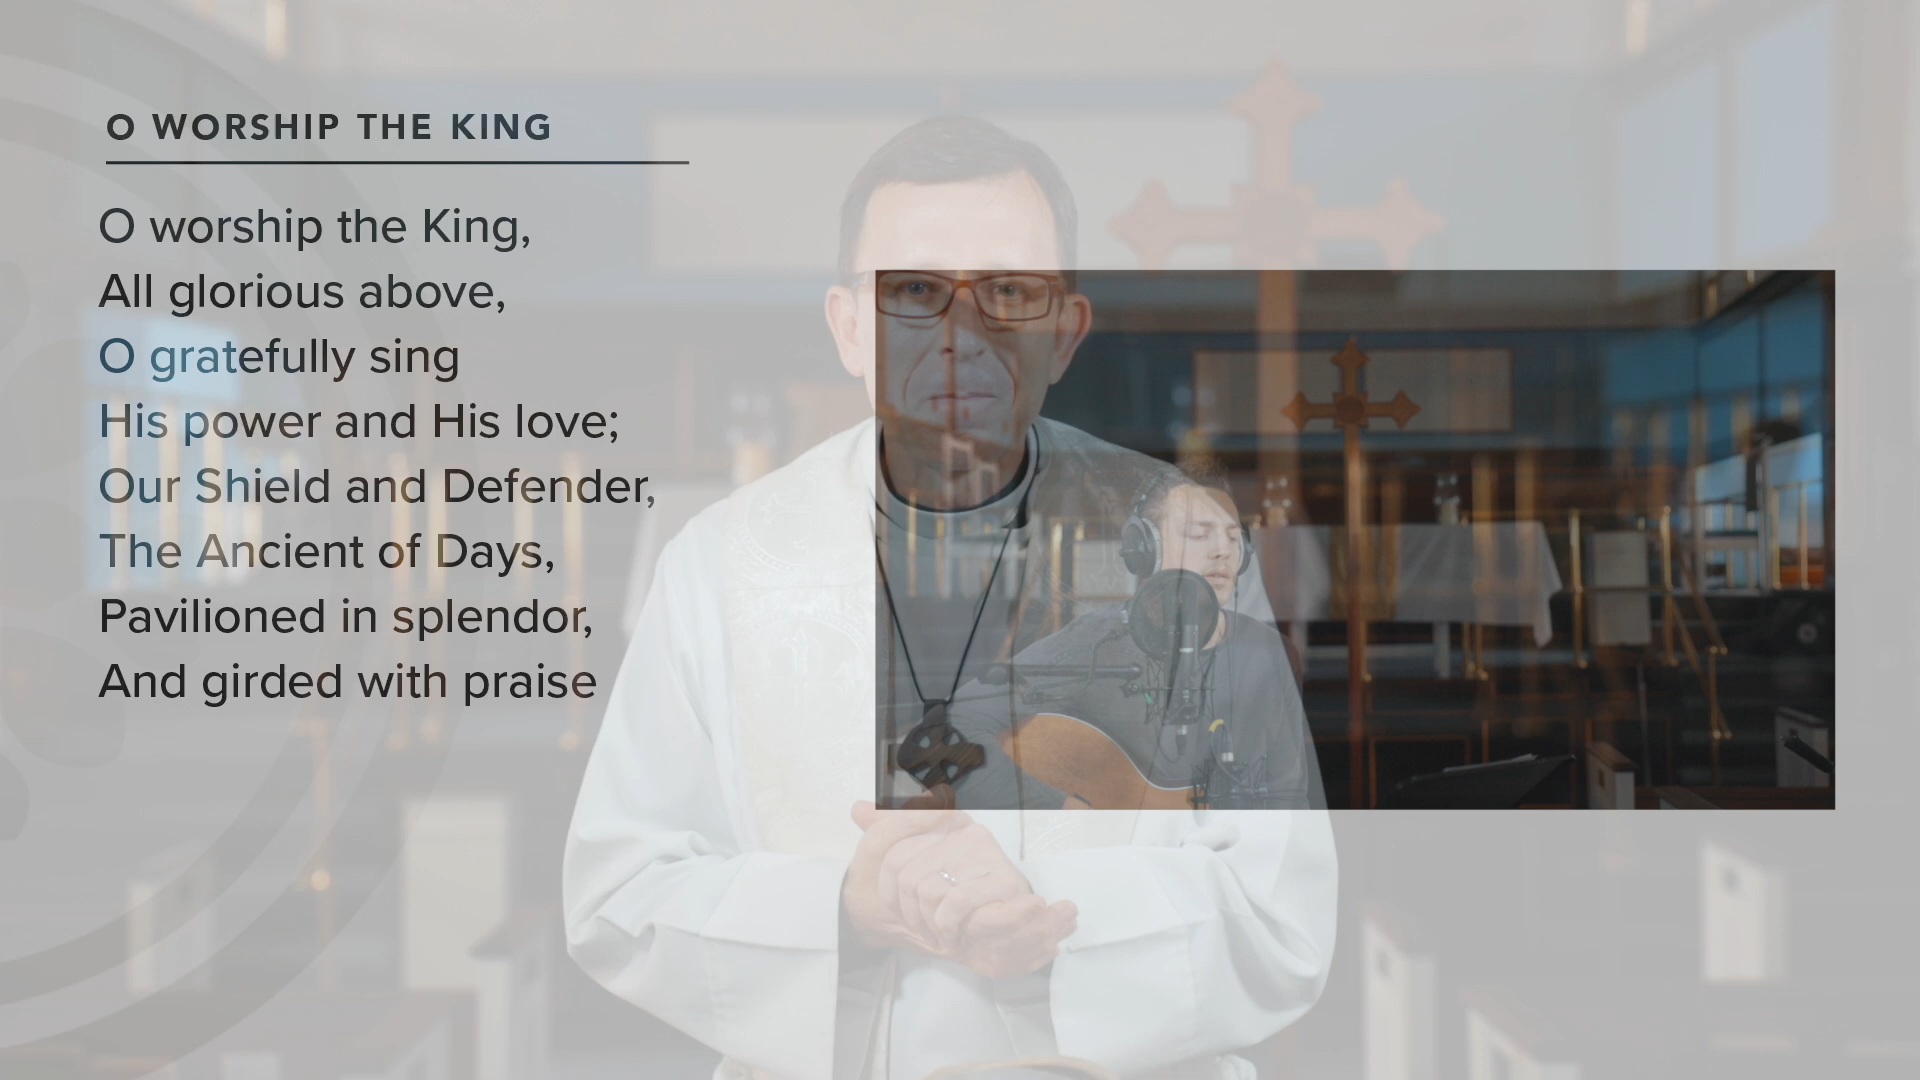 O WORSHIP THE KING
O worship the King,
All glorious above,
O gratefully sing
His power and His love;
Our Shield and Defender,
The Ancient of Days,
Pavilioned in splendor,
And girded with praise